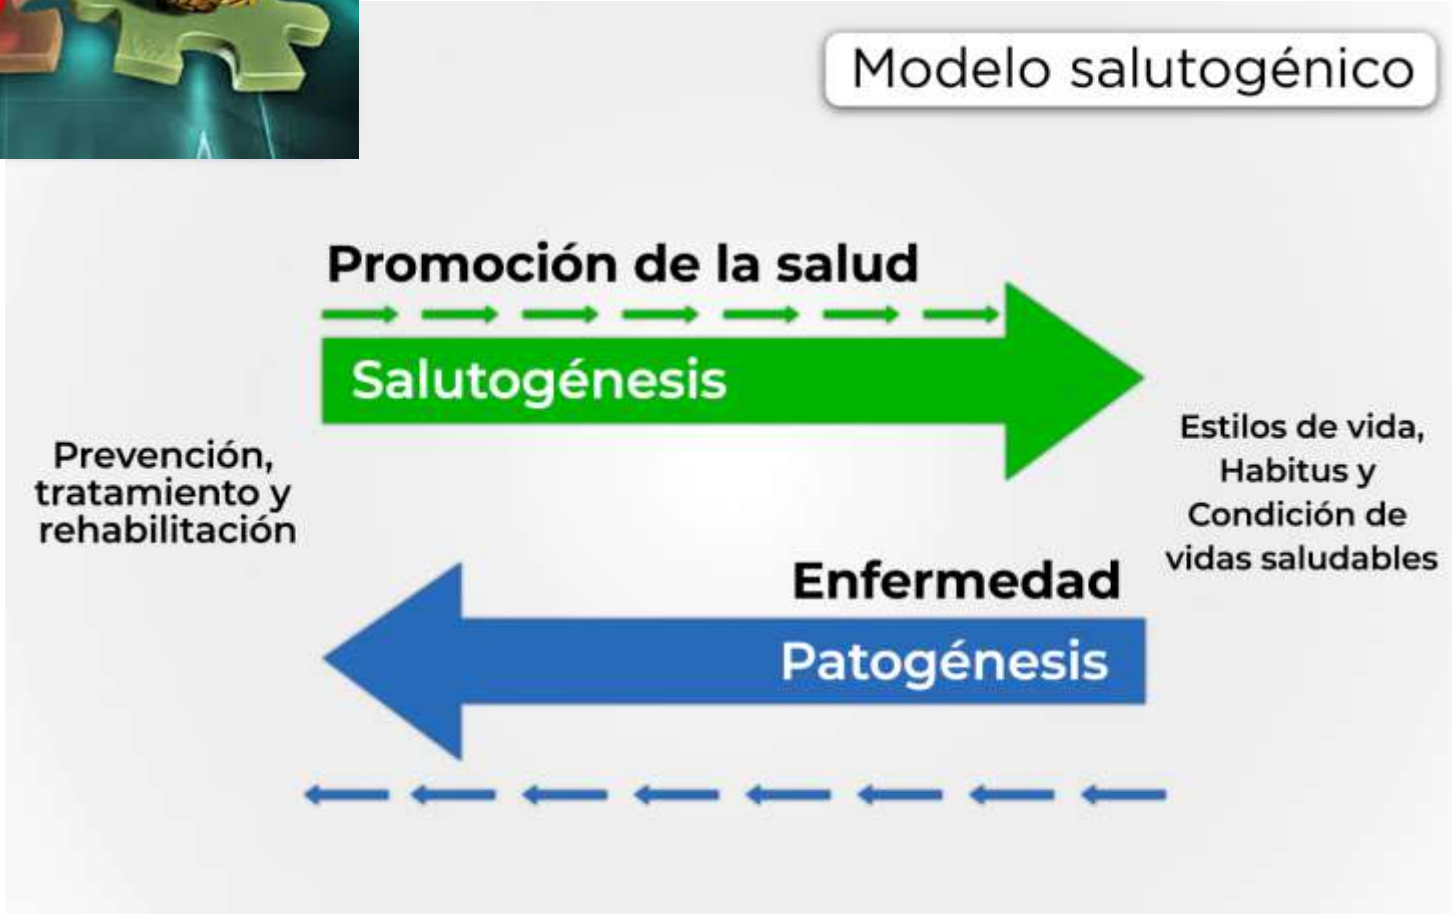 Modelo salutogénico
Promoción de la salud
Salutogénesis
Prevención,
tratamiento y
rehabilitación
Estilos de vida,
Habitus y
Condición de
vidas saludables
Enfermedad
Patogénesis